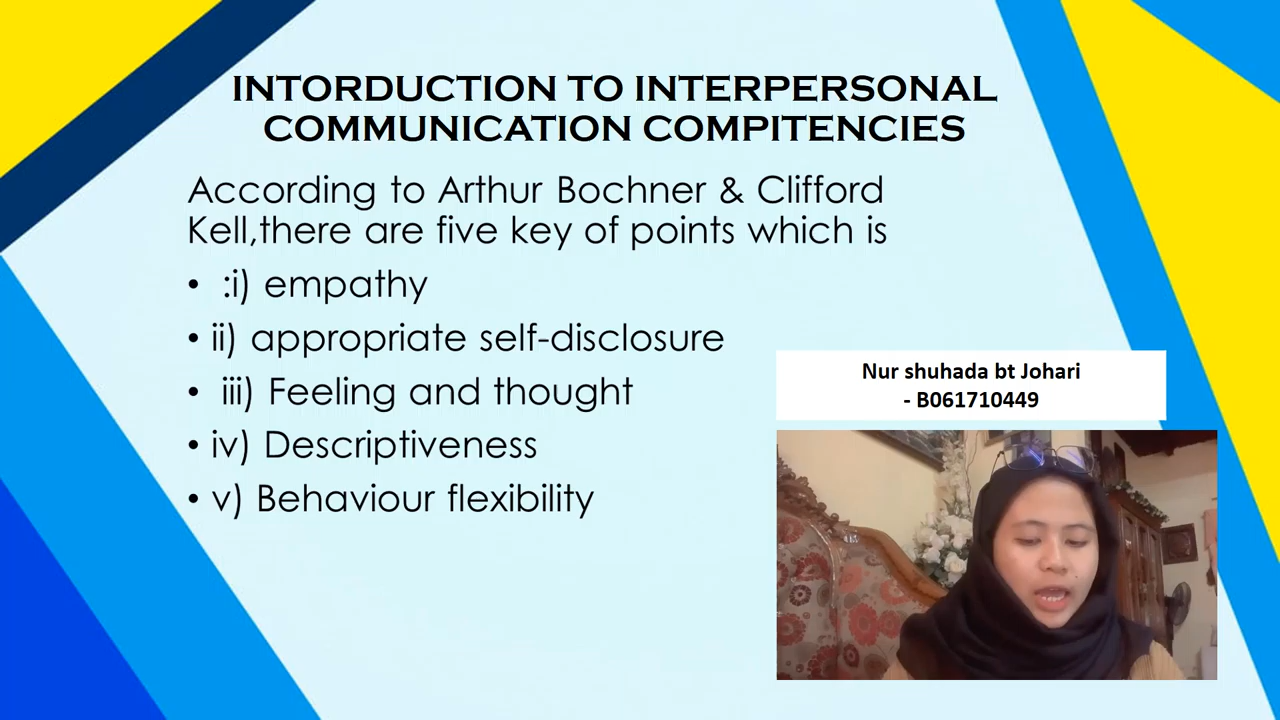 INTORDUCTION TO INTERPERSONAL
COMMUNICATION COMPITENCIES
According to Arthur Bochner & Clifford
Kell,there are five key of points which is
• :i) empathy
• ii) appropriate self-disclosure
• iii) Feeling and thought
• iv) Descriptiveness
• v) Behaviour flexibility
Nur shuhada bt Johari
- B061710449